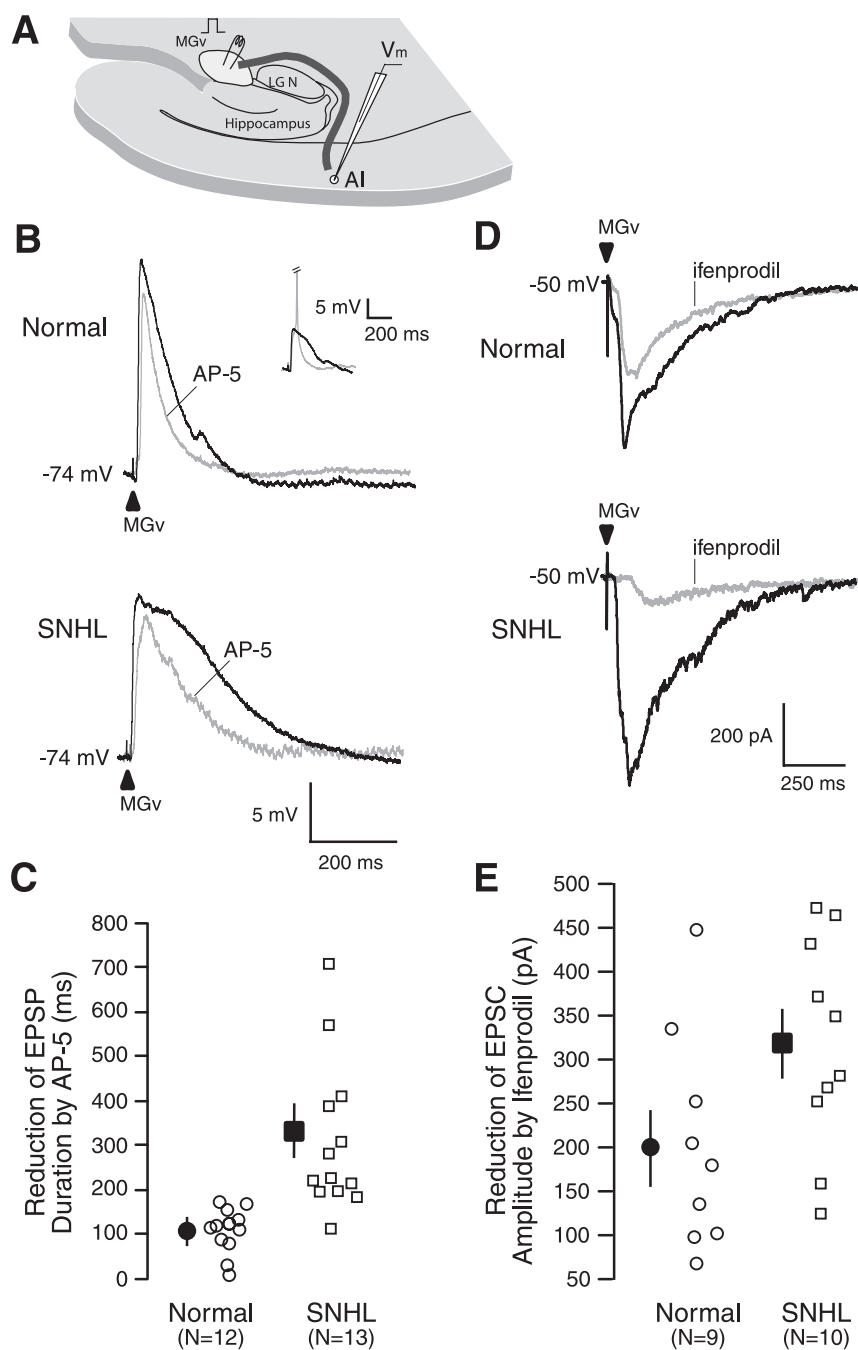 A
MGv
Vm
LG N
Hippocampus
AI
B
Normal
5 mV
200 ms
AP-5
-74 mV
MGv
SNHL
AP-5
-74 mV
MGv
5 mV
200 ms
D
MGv
-50 mV
ifenprodil
Normal
MGv
-50 mV
ifenprodil
SNHL
200 pA
250 ms
C
Reduction of EPSP
Duration by AP-5 (ms)
800
700
600
500
400
300
200
100
0
Normal
(N=12)
SNHL
(N=13)
E
Reduction of EPSC
Amplitude by Ifenprodil (pA)
500
450
400
350
300
250
200
150
100
50
Normal
(N=9)
SNHL
(N=10)